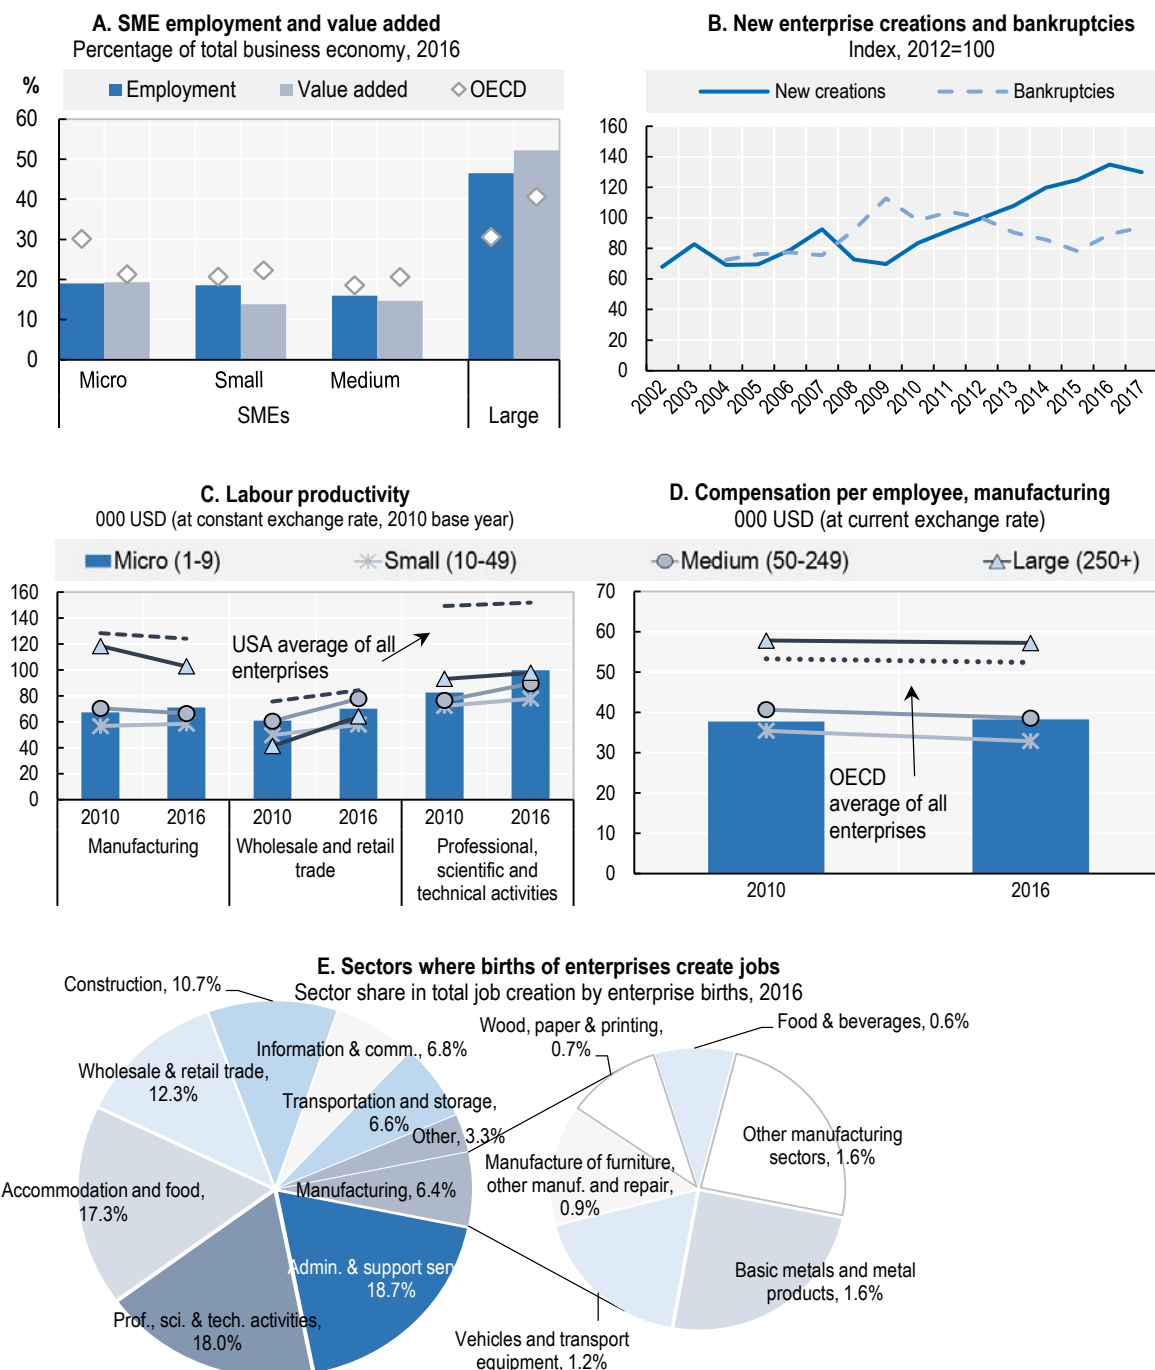 A. SME employment and value added
Percentage of total business economy, 2016
%
Employment
Value added
OECD
60
50
40
30
20
10
0
Micro
Small
Medium
SMEs
Large
B. New enterprise creations and bankruptcies
Index, 2012=100
New creations
Bankruptcies
160
140
120
100
80
60
40
20
0
2002
2003
2004
2005
2006
2007
2008
2009
2010
2011
2012
2013
2014
2015
2016
2017
C. Labour productivity
000 USD (at constant exchange rate, 2010 base year)
D. Compensation per employee, manufacturing
000 USD (at current exchange rate)
Micro (1-9)
Small (10-49)
Medium (50-249)
Large (250+)
160
140
120
100
80
60
40
20
0
USA average of all
enterprises
2010
2016
2010
2016
2010
2016
Manufacturing
Wholesale and retail
trade
Professional,
scientific and
technical activities
70
60
50
40
30
20
10
0
OECD
average of all
enterprises
2010
2016
E. Sectors where births of enterprises create jobs
Sector share in total job creation by enterprise births, 2016
Construction, 10.7%
Information & comm., 6.8%
Wholesale & retail trade,
12.3%
Transportation and storage,
6.6%
Other, 3.3%
Manufacturing, 6.4%
Accommodation and food,
17.3%
Admin. & support ser
18.7%
Prof., sci. & tech. activities,
18.0%
Wood, paper & printing,
0.7%
Food & beverages, 0.6%
Other manufacturing
sectors, 1.6%
Manufacture of furniture,
other manuf. and repair,
0.9%
Basic metals and metal
products, 1.6%
Vehicles and transport
equipment, 1.2%